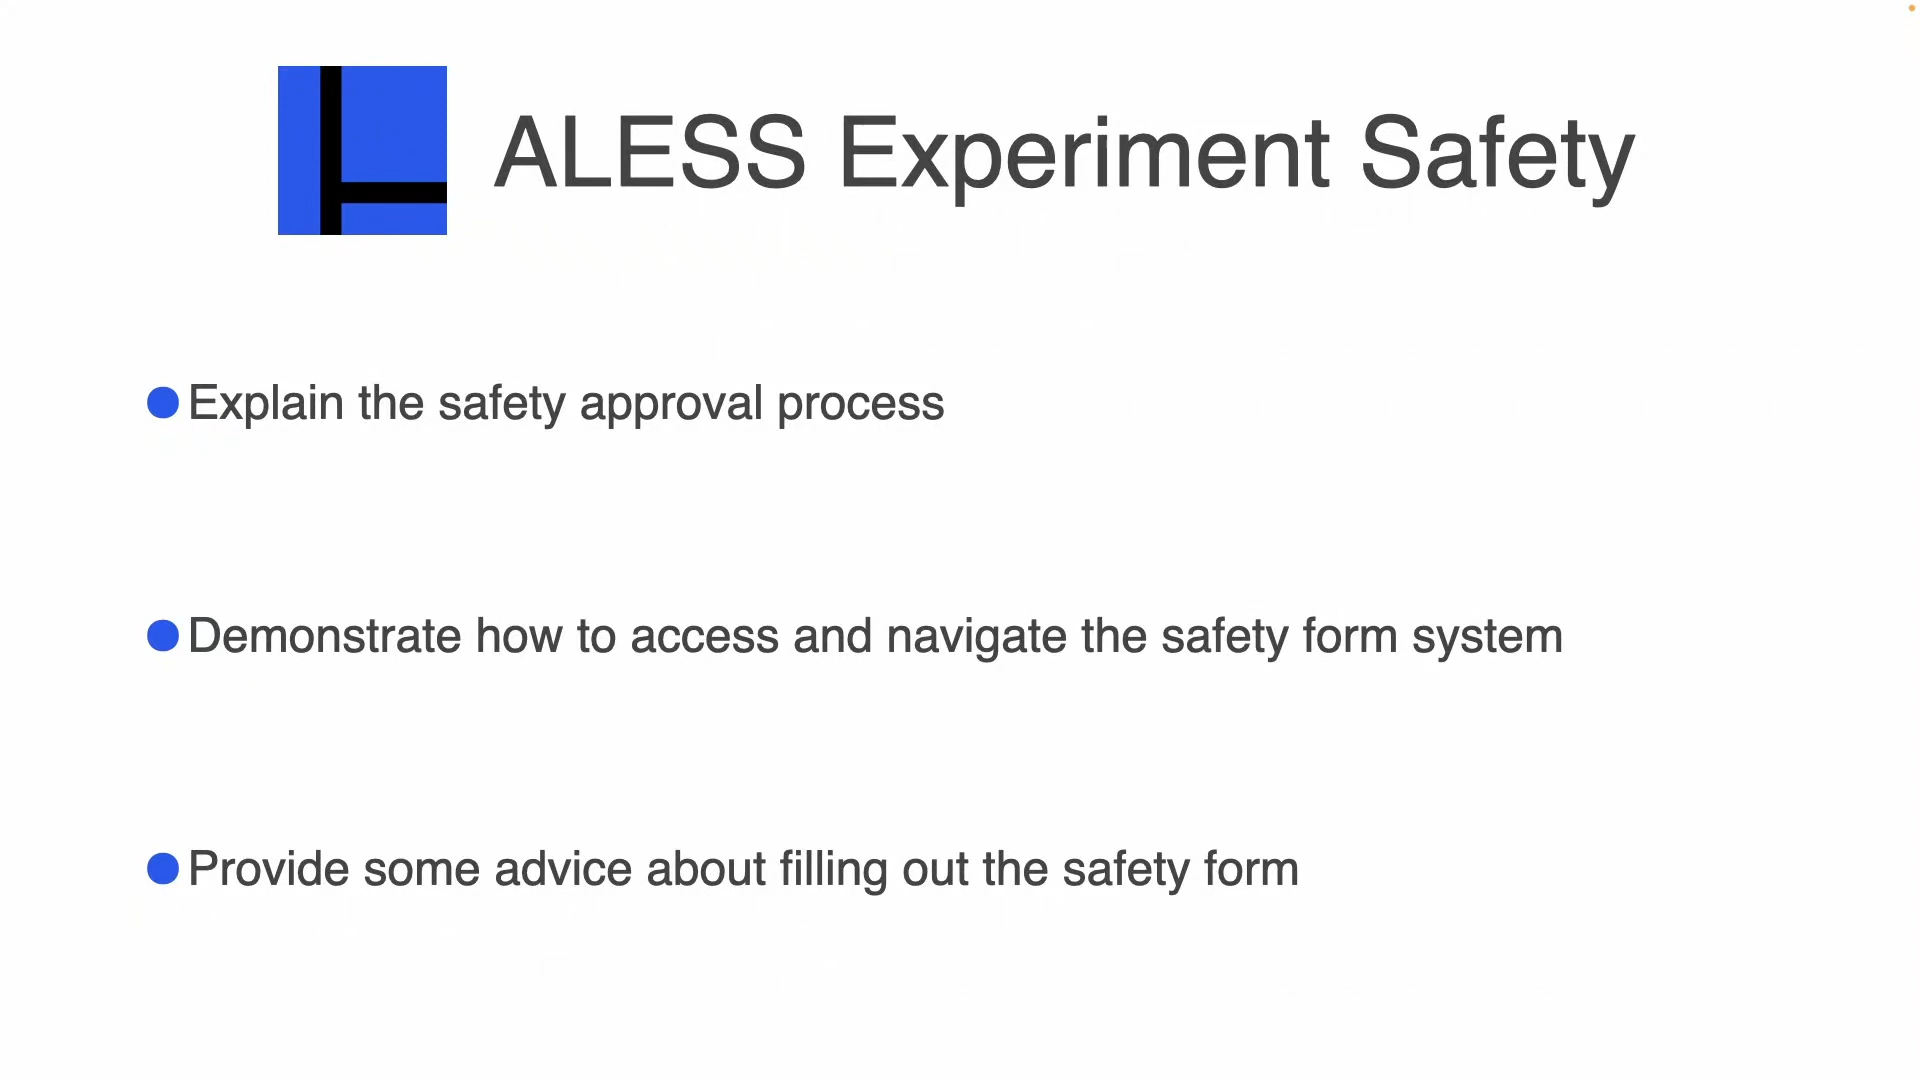 ALESS Experiment Safety
Explain the safety approval process
Demonstrate how to access and navigate the safety form system
Provide some advice about filling out the safety form